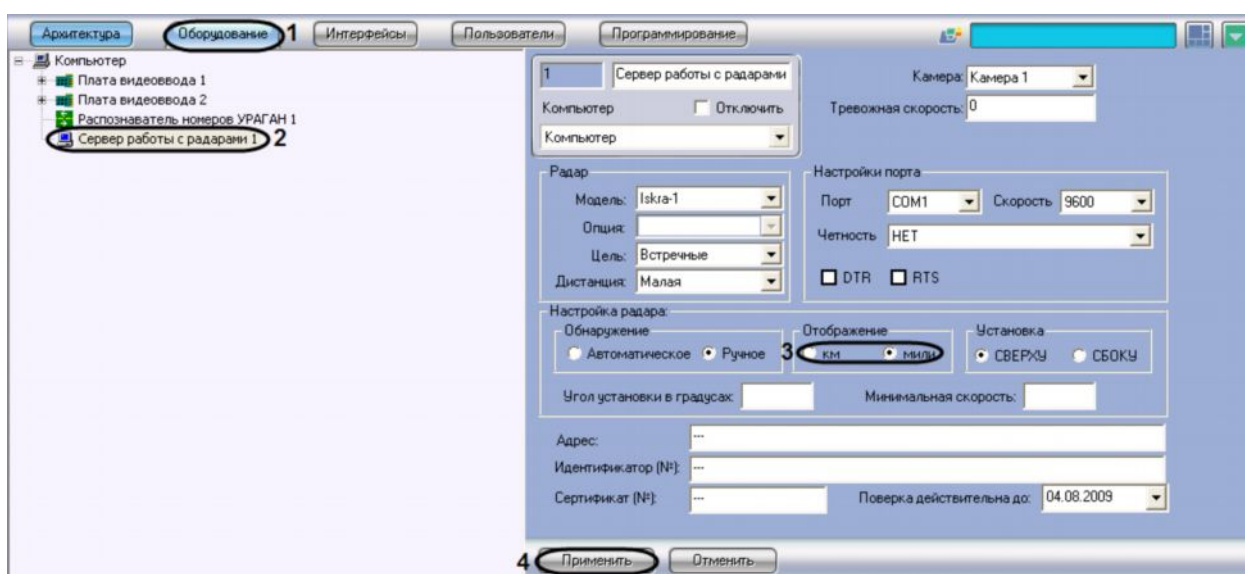 Архитектура Оборудование 1 Интерфейсы Пользователи Программирование
Компьютер
Плата видеоввода 1
Плата видеоввода 2
Распознаватель номеров УРАГАН 1
Сервер работы с радарами 1 2
1 Сервер работы с радарами
Компьютер Отключить
Компьютер
Камера: Камера 1
Тревожная скорость: 0
Радар
Модель: Iskra-1
Опция:
Цель: Встречные
Дистанция: Малая
Настройки порта
Порт COM1 Скорость 9600
Четность НЕТ
DTR RTS
Настройка радара:
Обнаружение
Автоматическое Ручное
3
Отображение
км мили
Установка
СВЕРХУ СБОКУ
Угол установки в градусах: Минимальная скорость:
Адрес: ---
Идентификатор (№): ---
Сертификат (№): --- Поверка действительна до: 04.08.2009
4 Применить Отменить